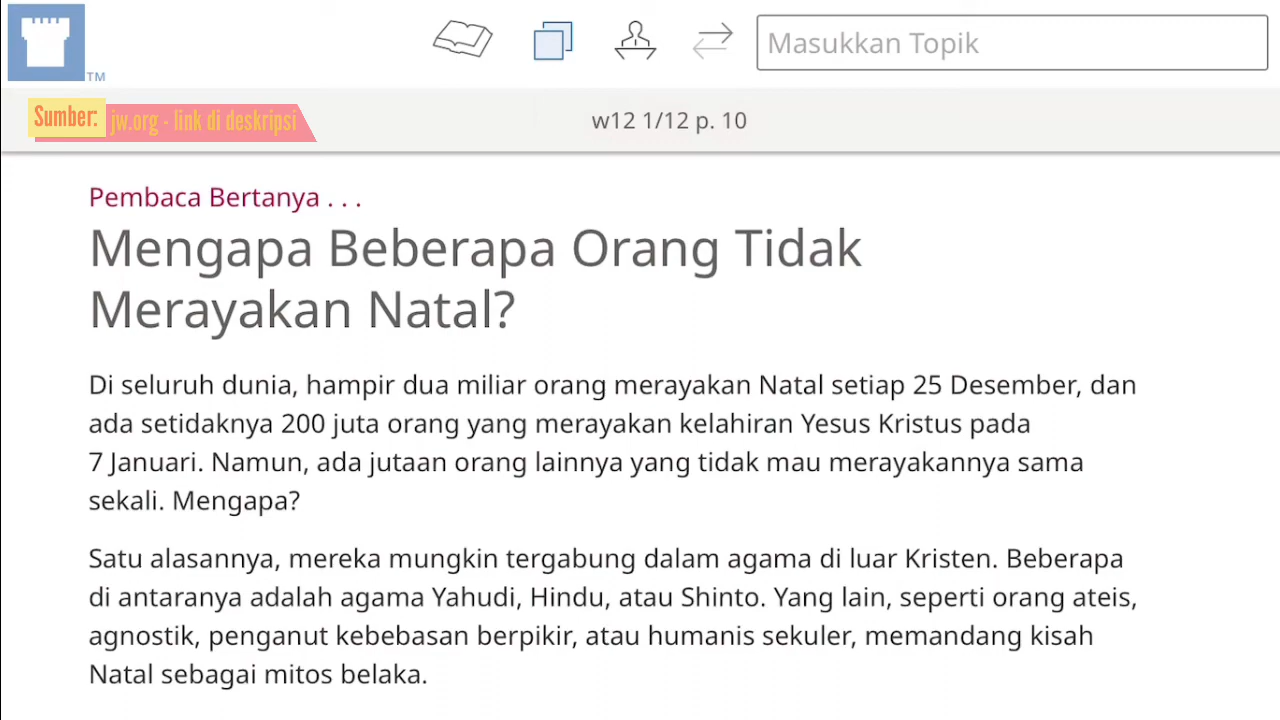 Masukkan Topik
TM
Sumber: jw.org - link di deskripsi
w12 1/12 p. 10
Pembaca Bertanya . . .
Mengapa Beberapa Orang Tidak
Merayakan Natal?
Di seluruh dunia, hampir dua miliar orang merayakan Natal setiap 25 Desember, dan
ada setidaknya 200 juta orang yang merayakan kelahiran Yesus Kristus pada
7 Januari. Namun, ada jutaan orang lainnya yang tidak mau merayakannya sama
sekali. Mengapa?
Satu alasannya, mereka mungkin tergabung dalam agama di luar Kristen. Beberapa
di antaranya adalah agama Yahudi, Hindu, atau Shinto. Yang lain, seperti orang ateis,
agnostik, penganut kebebasan berpikir, atau humanis sekuler, memandang kisah
Natal sebagai mitos belaka.